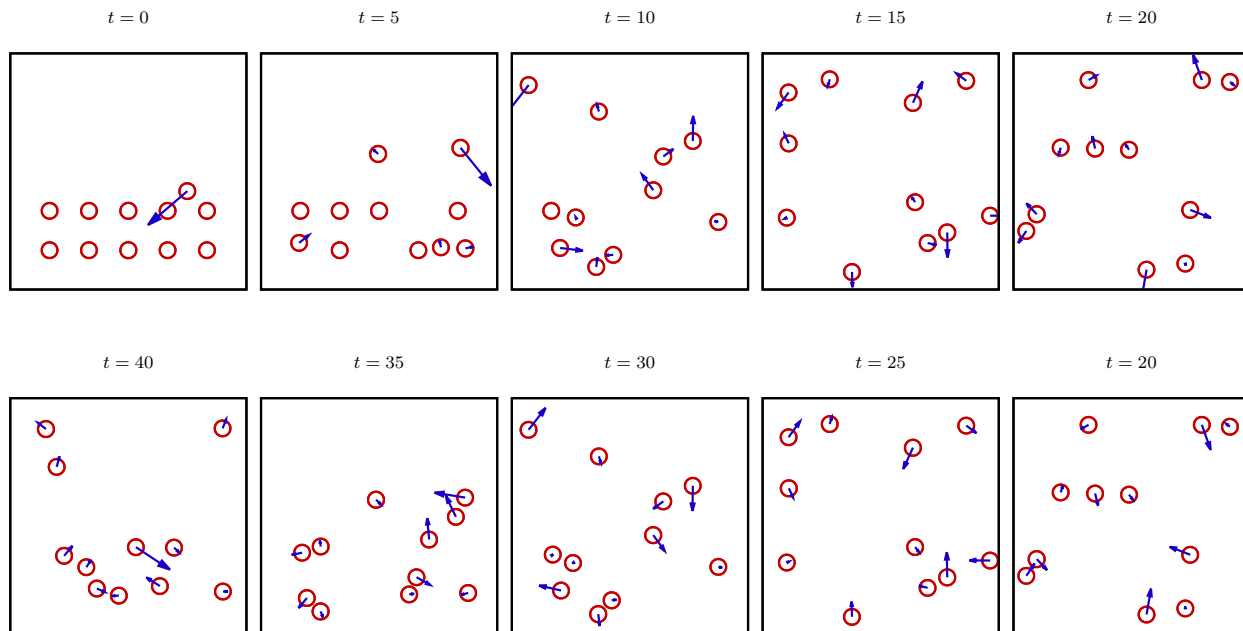 t = 0 t = 5 t = 10 t = 15 t = 20
t = 40 t = 35 t = 30 t = 25 t = 20